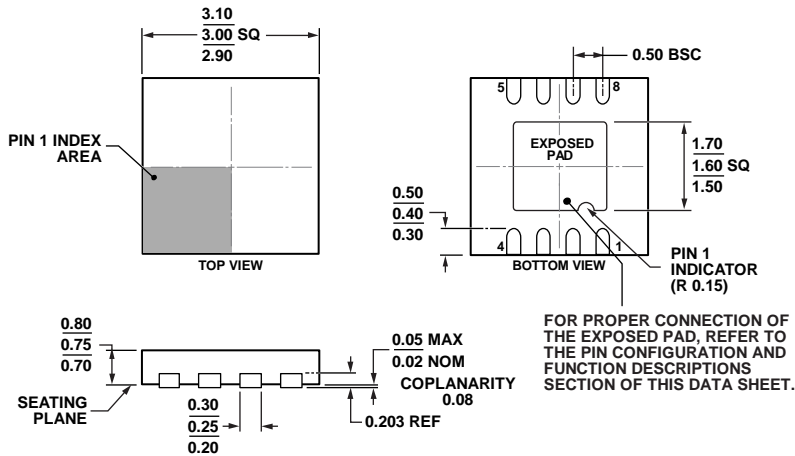 3.10
3.00 SQ
2.90
PIN 1 INDEX
AREA
TOP VIEW
0.50 BSC
5
8
EXPOSED
PAD
1.70
1.60 SQ
1.50
0.50
0.40
0.30
4
1
BOTTOM VIEW
PIN 1
INDICATOR
(R 0.15)
FOR PROPER CONNECTION OF
THE EXPOSED PAD, REFER TO
THE PIN CONFIGURATION AND
FUNCTION DESCRIPTIONS
SECTION OF THIS DATA SHEET.
0.80
0.75
0.70
SEATING
PLANE
0.30
0.25
0.20
0.05 MAX
0.02 NOM
COPLANARITY
0.08
0.203 REF